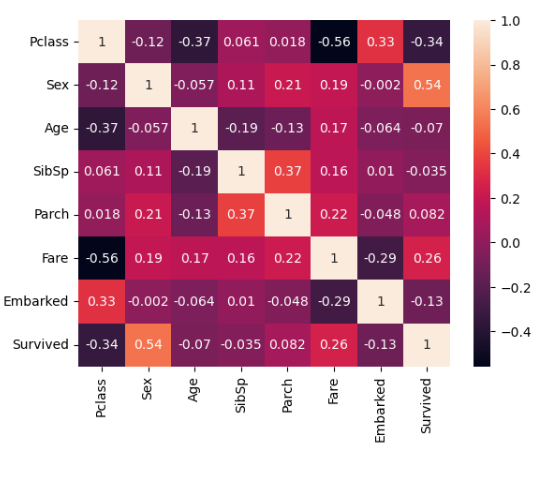 1.0
Pclass 1 -0.12 -0.37 0.061 0.018 -0.56 0.33 -0.34
0.8
Sex -0.12 1 -0.057 0.11 0.21 0.19 -0.002 0.54
0.6
Age -0.37 -0.057 1 -0.19 -0.13 0.17 -0.064 -0.07
0.4
SibSp 0.061 0.11 -0.19 1 0.37 0.16 0.01 -0.035
0.2
Parch 0.018 0.21 -0.13 0.37 1 0.22 -0.048 0.082
0.0
Fare -0.56 0.19 0.17 0.16 0.22 1 -0.29 0.26
−0.2
Embarked 0.33 -0.002 -0.064 0.01 -0.048 -0.29 1 -0.13
−0.4
Survived -0.34 0.54 -0.07 -0.035 0.082 0.26 -0.13 1
Pclass
Sex
Age
SibSp
Parch
Fare
Embarked
Survived